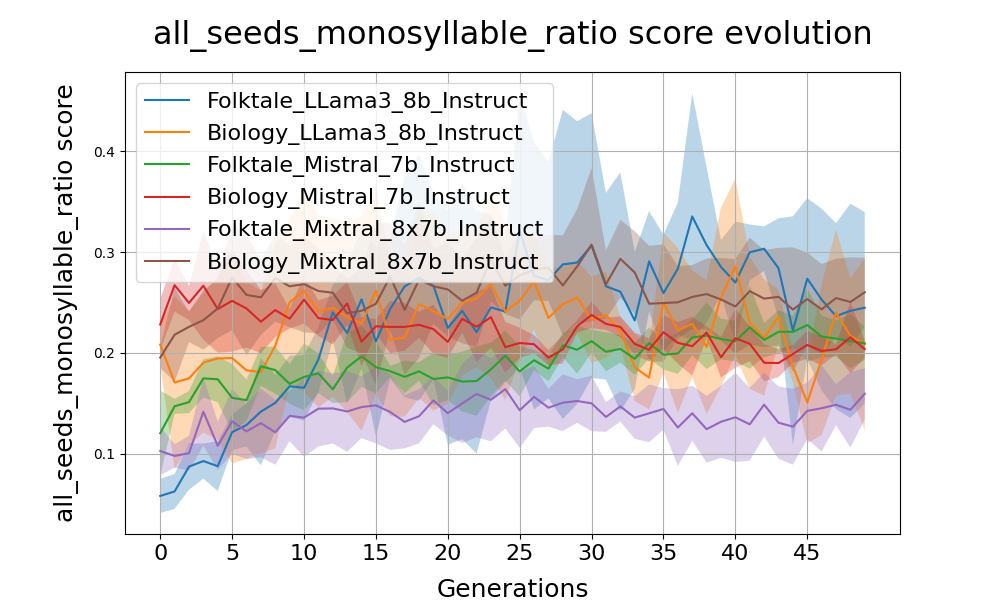 all_seeds_monosyllable_ratio score evolution
all_seeds_monosyllable_ratio score
0.4
0.3
0.2
0.1
Folktale_LLama3_8b_Instruct
Biology_LLama3_8b_Instruct
Folktale_Mistral_7b_Instruct
Biology_Mistral_7b_Instruct
Folktale_Mixtral_8x7b_Instruct
Biology_Mixtral_8x7b_Instruct
0 5 10 15 20 25 30 35 40 45
Generations